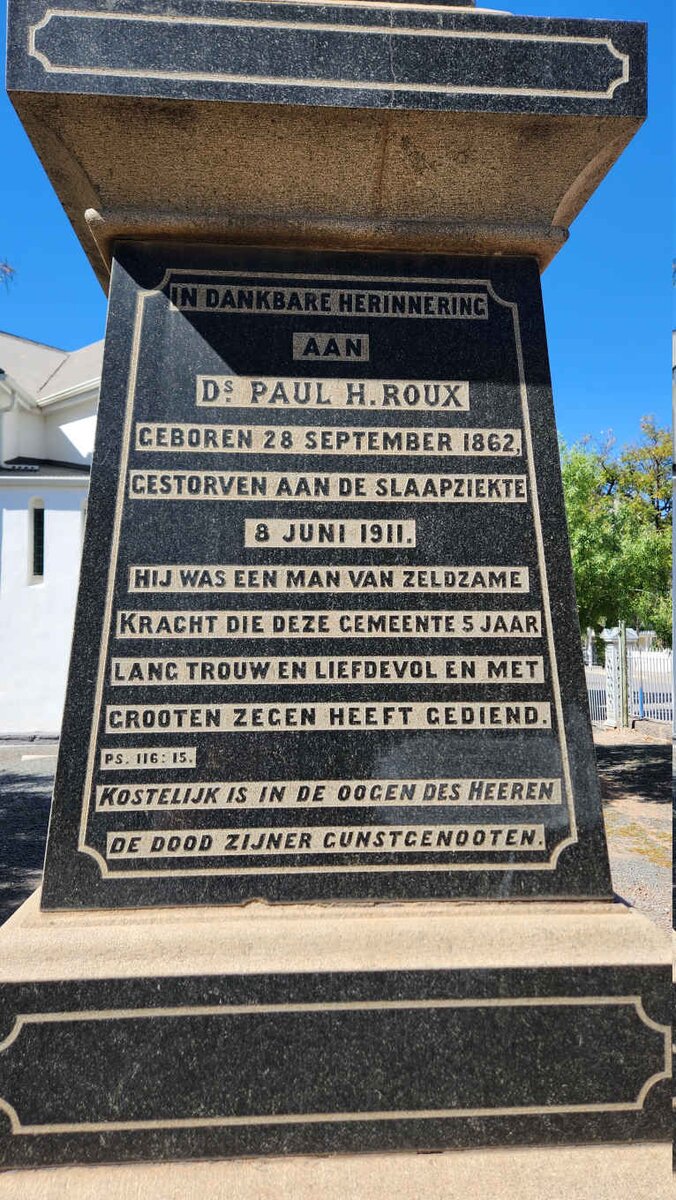 IN DANKBARE HERINNERING
AAN
Ds. PAUL H. ROUX
GEBOREN 28 SEPTEMBER 1862,
GESTORVEN AAN DE SLAAPZIEKTE
8 JUNI 1911.
HIJ WAS EEN MAN VAN ZELDZAME
KRACHT DIE DEZE GEMEENTE 5 JAAR
LANG TROUW EN LIEFDEVOL EN MET
GROOTEN ZEGEN HEEFT GEDIEND.
PS. 116: 15.
KOSTELIJK IS IN DE OOGEN DES HEEREN
DE DOOD ZIJNER GUNSTGENOOTEN.